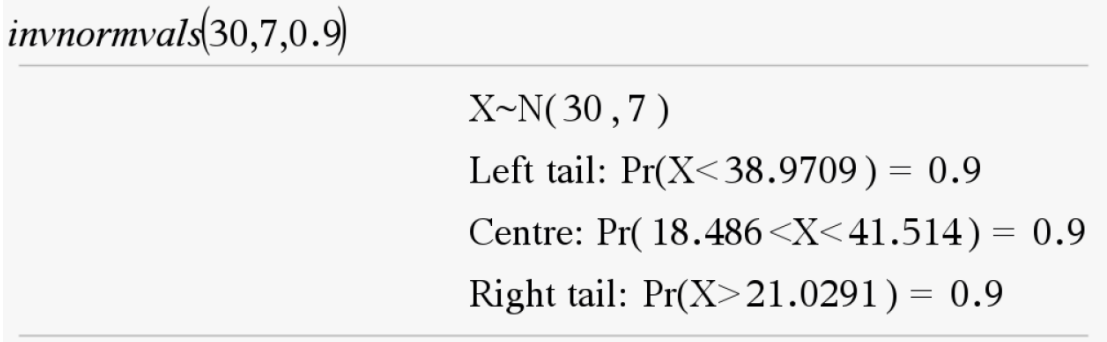 invnormvals(30,7,0.9)
X~N( 30 , 7 )
Left tail: Pr(X<38.9709 ) = 0.9
Centre: Pr( 18.486 <X<41.514 ) = 0.9
Right tail: Pr(X>21.0291 ) = 0.9